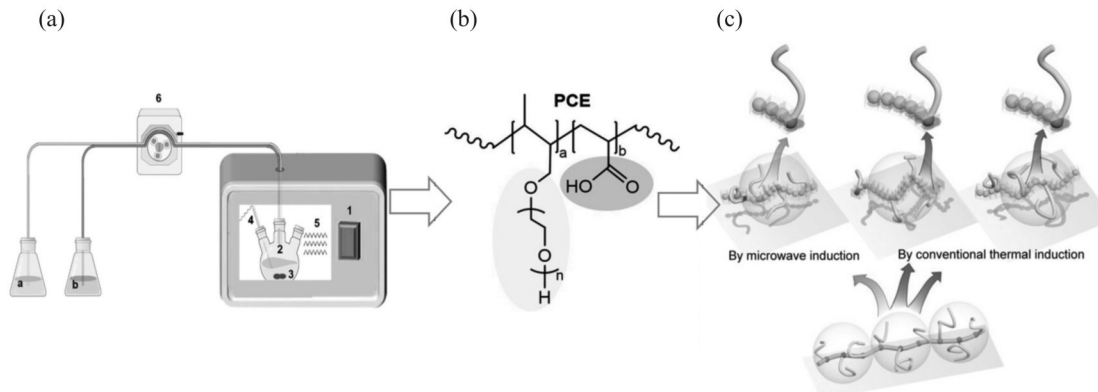 (a)
(b)
(c)
6
a
b
4
5
1
2
3
PCE
a
b
HO
O
O
O
n
H
By microwave induction
By conventional thermal induction